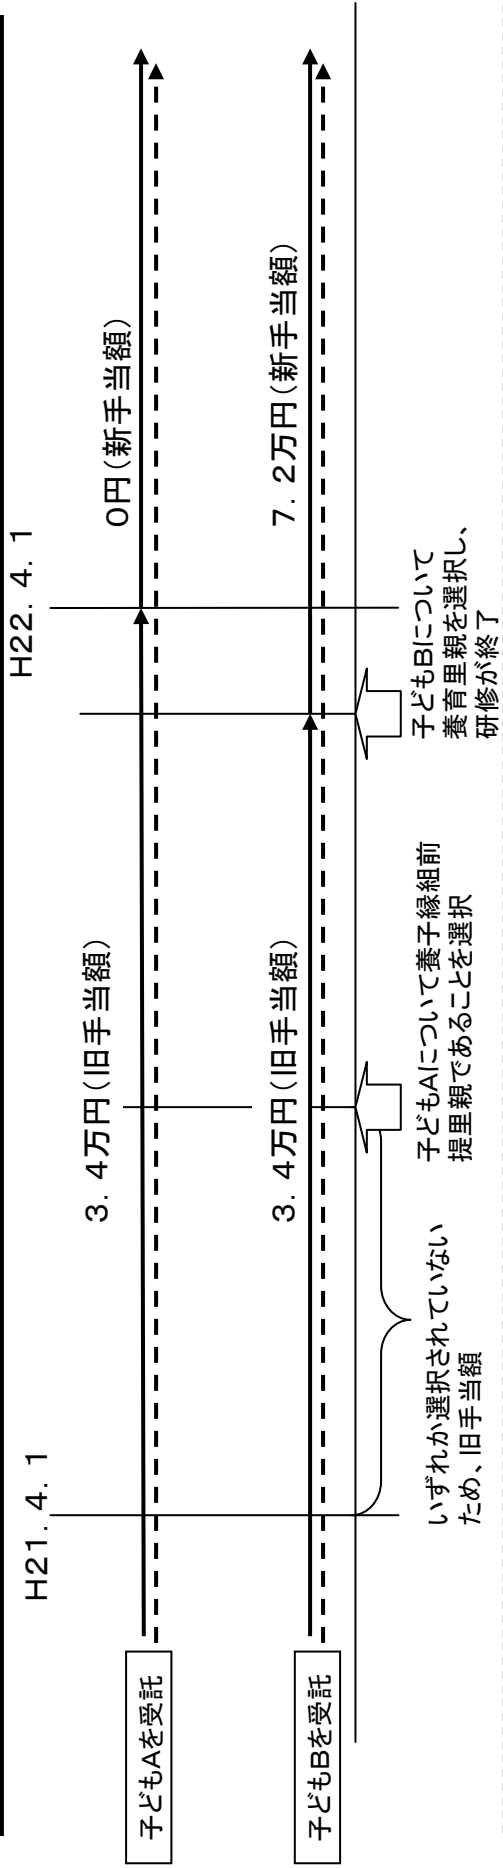 H21．4．1
H22．4．1
子どもAを受託
3．4万円（旧手当額）
0円（新手当額）
子どもBを受託
3．4万円（旧手当額）
7．2万円（新手当額）
いずれか選択されていない
ため、旧手当額
子どもAについて養子縁組前
提里親であることを選択
子どもBについて
養育里親を選択し、
研修が終了